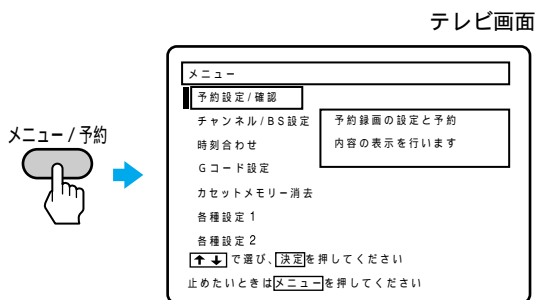 テレビ画面
メニュー / 予約
メニュー
予約設定/確認
チャンネル/BS設定
時刻合わせ
Gコード設定
カセットメモリー消去
各種設定1
各種設定2
予約録画の設定と予約
内容の表示を行います
↑↓で選び、決定を押してください
止めたいときはメニューを押してください